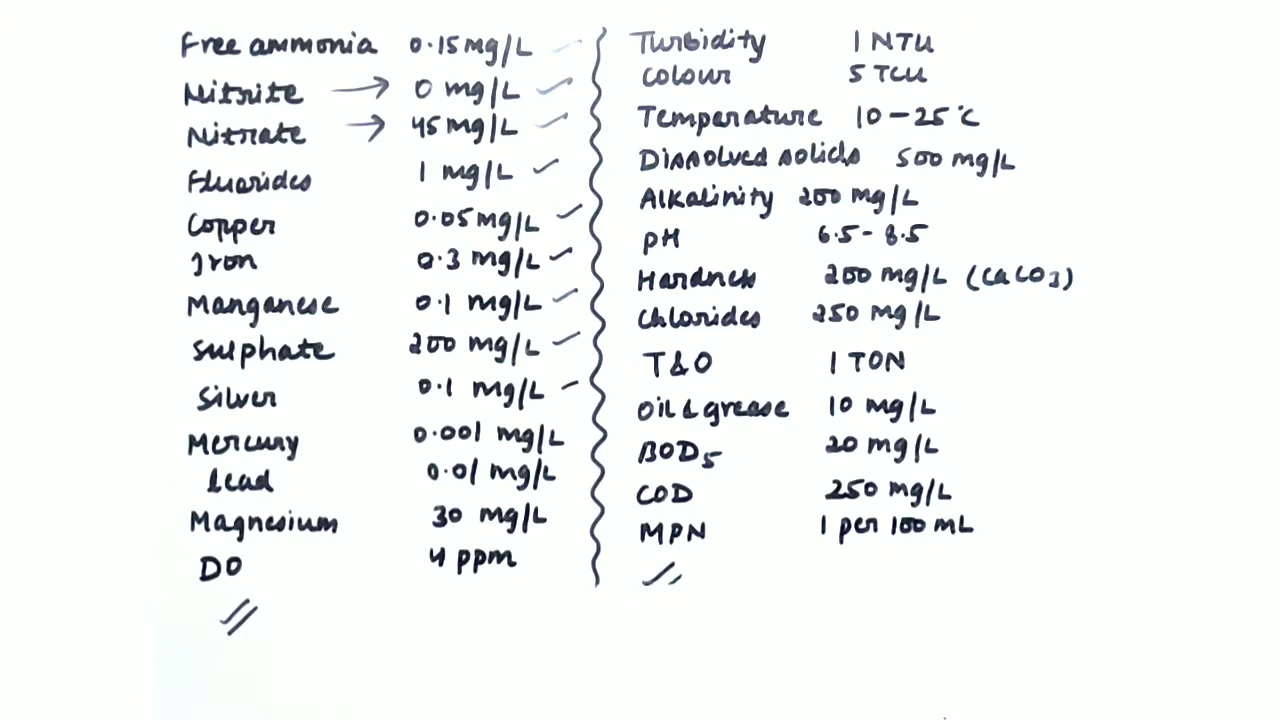 Free ammonia 0.15 mg/L
Nitrite → 0 mg/L
Nitrate → 45 mg/L
Fluorides 1 mg/L
Copper 0.05 mg/L
Iron 0.3 mg/L
Manganese 0.1 mg/L
Sulphate 200 mg/L
Silver 0.1 mg/L
Mercury 0.001 mg/L
Lead 0.01 mg/L
Magnesium 30 mg/L
DO 4 ppm
Turbidity 1 NTU
Colour 5 TCU
Temperature 10-25°C
Dissolved solids 500 mg/L
Alkalinity 200 mg/L
pH 6.5-8.5
Hardness 200 mg/L (CaCO3)
Chlorides 250 mg/L
T&O 1 TON
Oil & grease 10 mg/L
BOD5 20 mg/L
COD 250 mg/L
MPN 1 per 100 mL